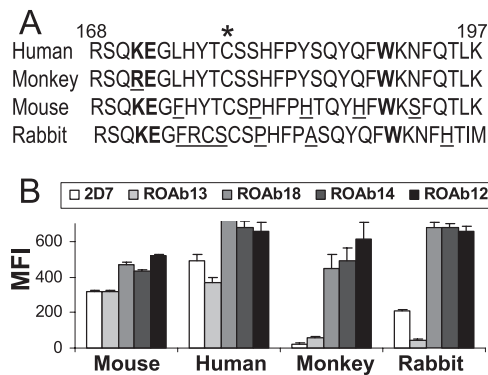 A
168 * 197
Human RSQKEGLHYTCSSHFPYSQYQFWKNFQTLK
Monkey RSQREGLHYTCSSHFPYSQYQFWKNFQTLK
Mouse RSQKEGFHYTCSPHFPHTQYHFWKSFQTLK
Rabbit RSQKEGFRCSCSPHFPASQYQFWKNFHTIM
B
2D7 ROAb13 ROAb18 ROAb14 ROAb12
MFI
600
400
200
0
Mouse Human Monkey Rabbit